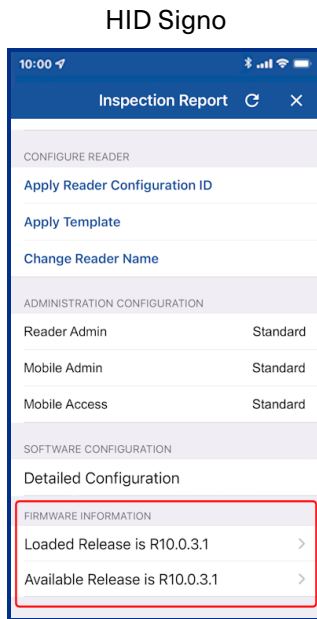 HID Signo
10:00
Inspection Report
CONFIGURE READER
Apply Reader Configuration ID
Apply Template
Change Reader Name
ADMINISTRATION CONFIGURATION
Reader Admin Standard
Mobile Admin Standard
Mobile Access Standard
SOFTWARE CONFIGURATION
Detailed Configuration
FIRMWARE INFORMATION
Loaded Release is R10.0.3.1
Available Release is R10.0.3.1